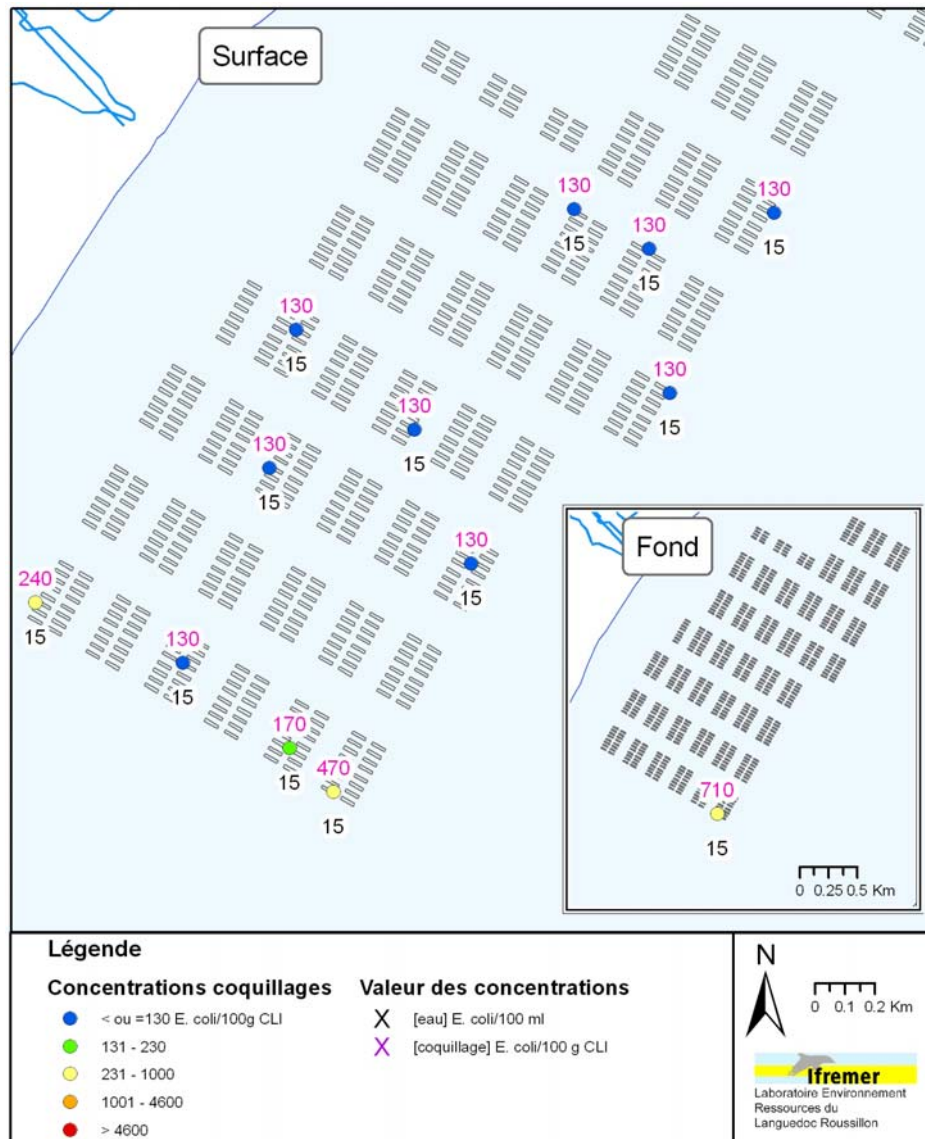 Surface
130
15
130
15
130
15
130
15
130
15
130
15
130
15
130
15
240
15
130
15
170
15
470
15
Fond
710
15
0 0.25 0.5 Km
Légende
Concentrations coquillages
< ou =130 E. coli/100g CLI
131 - 230
231 - 1000
1001 - 4600
> 4600
Valeur des concentrations
X [eau] E. coli/100 ml
X [coquillage] E. coli/100 g CLI
N
0 0.1 0.2 Km
Ifremer
Laboratoire Environnement
Ressources du
Languedoc Roussillon